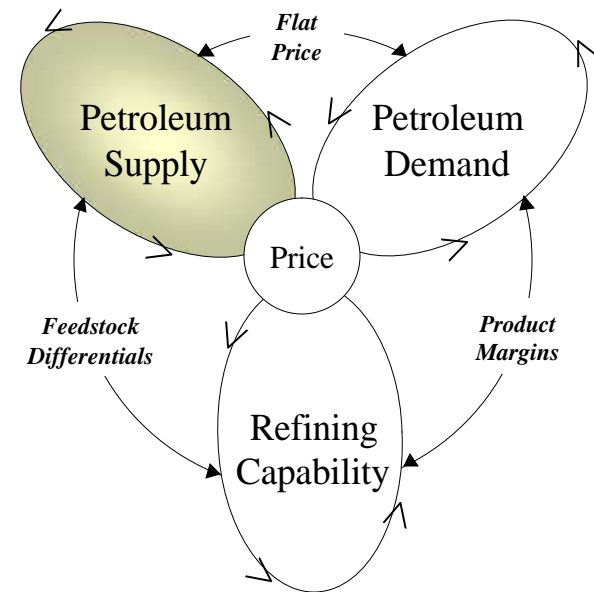 Flat
Price
Petroleum
Supply
Petroleum
Demand
Price
Feedstock
Differentials
Product
Margins
Refining
Capability